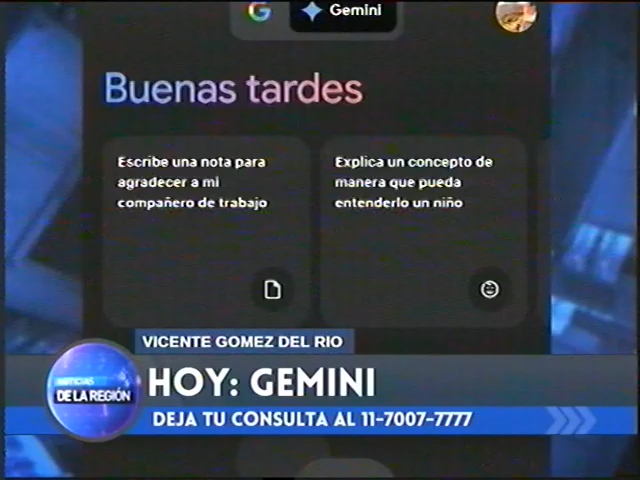 G Gemini
Buenas tardes
Escribe una nota para
agradecer a mi
compañero de trabajo
Explica un concepto de
manera que pueda
entenderlo un niño
VICENTE GOMEZ DEL RIO
NOTICIAS
DE LA REGIÓN
HOY: GEMINI
DEJA TU CONSULTA AL 11-7007-7777